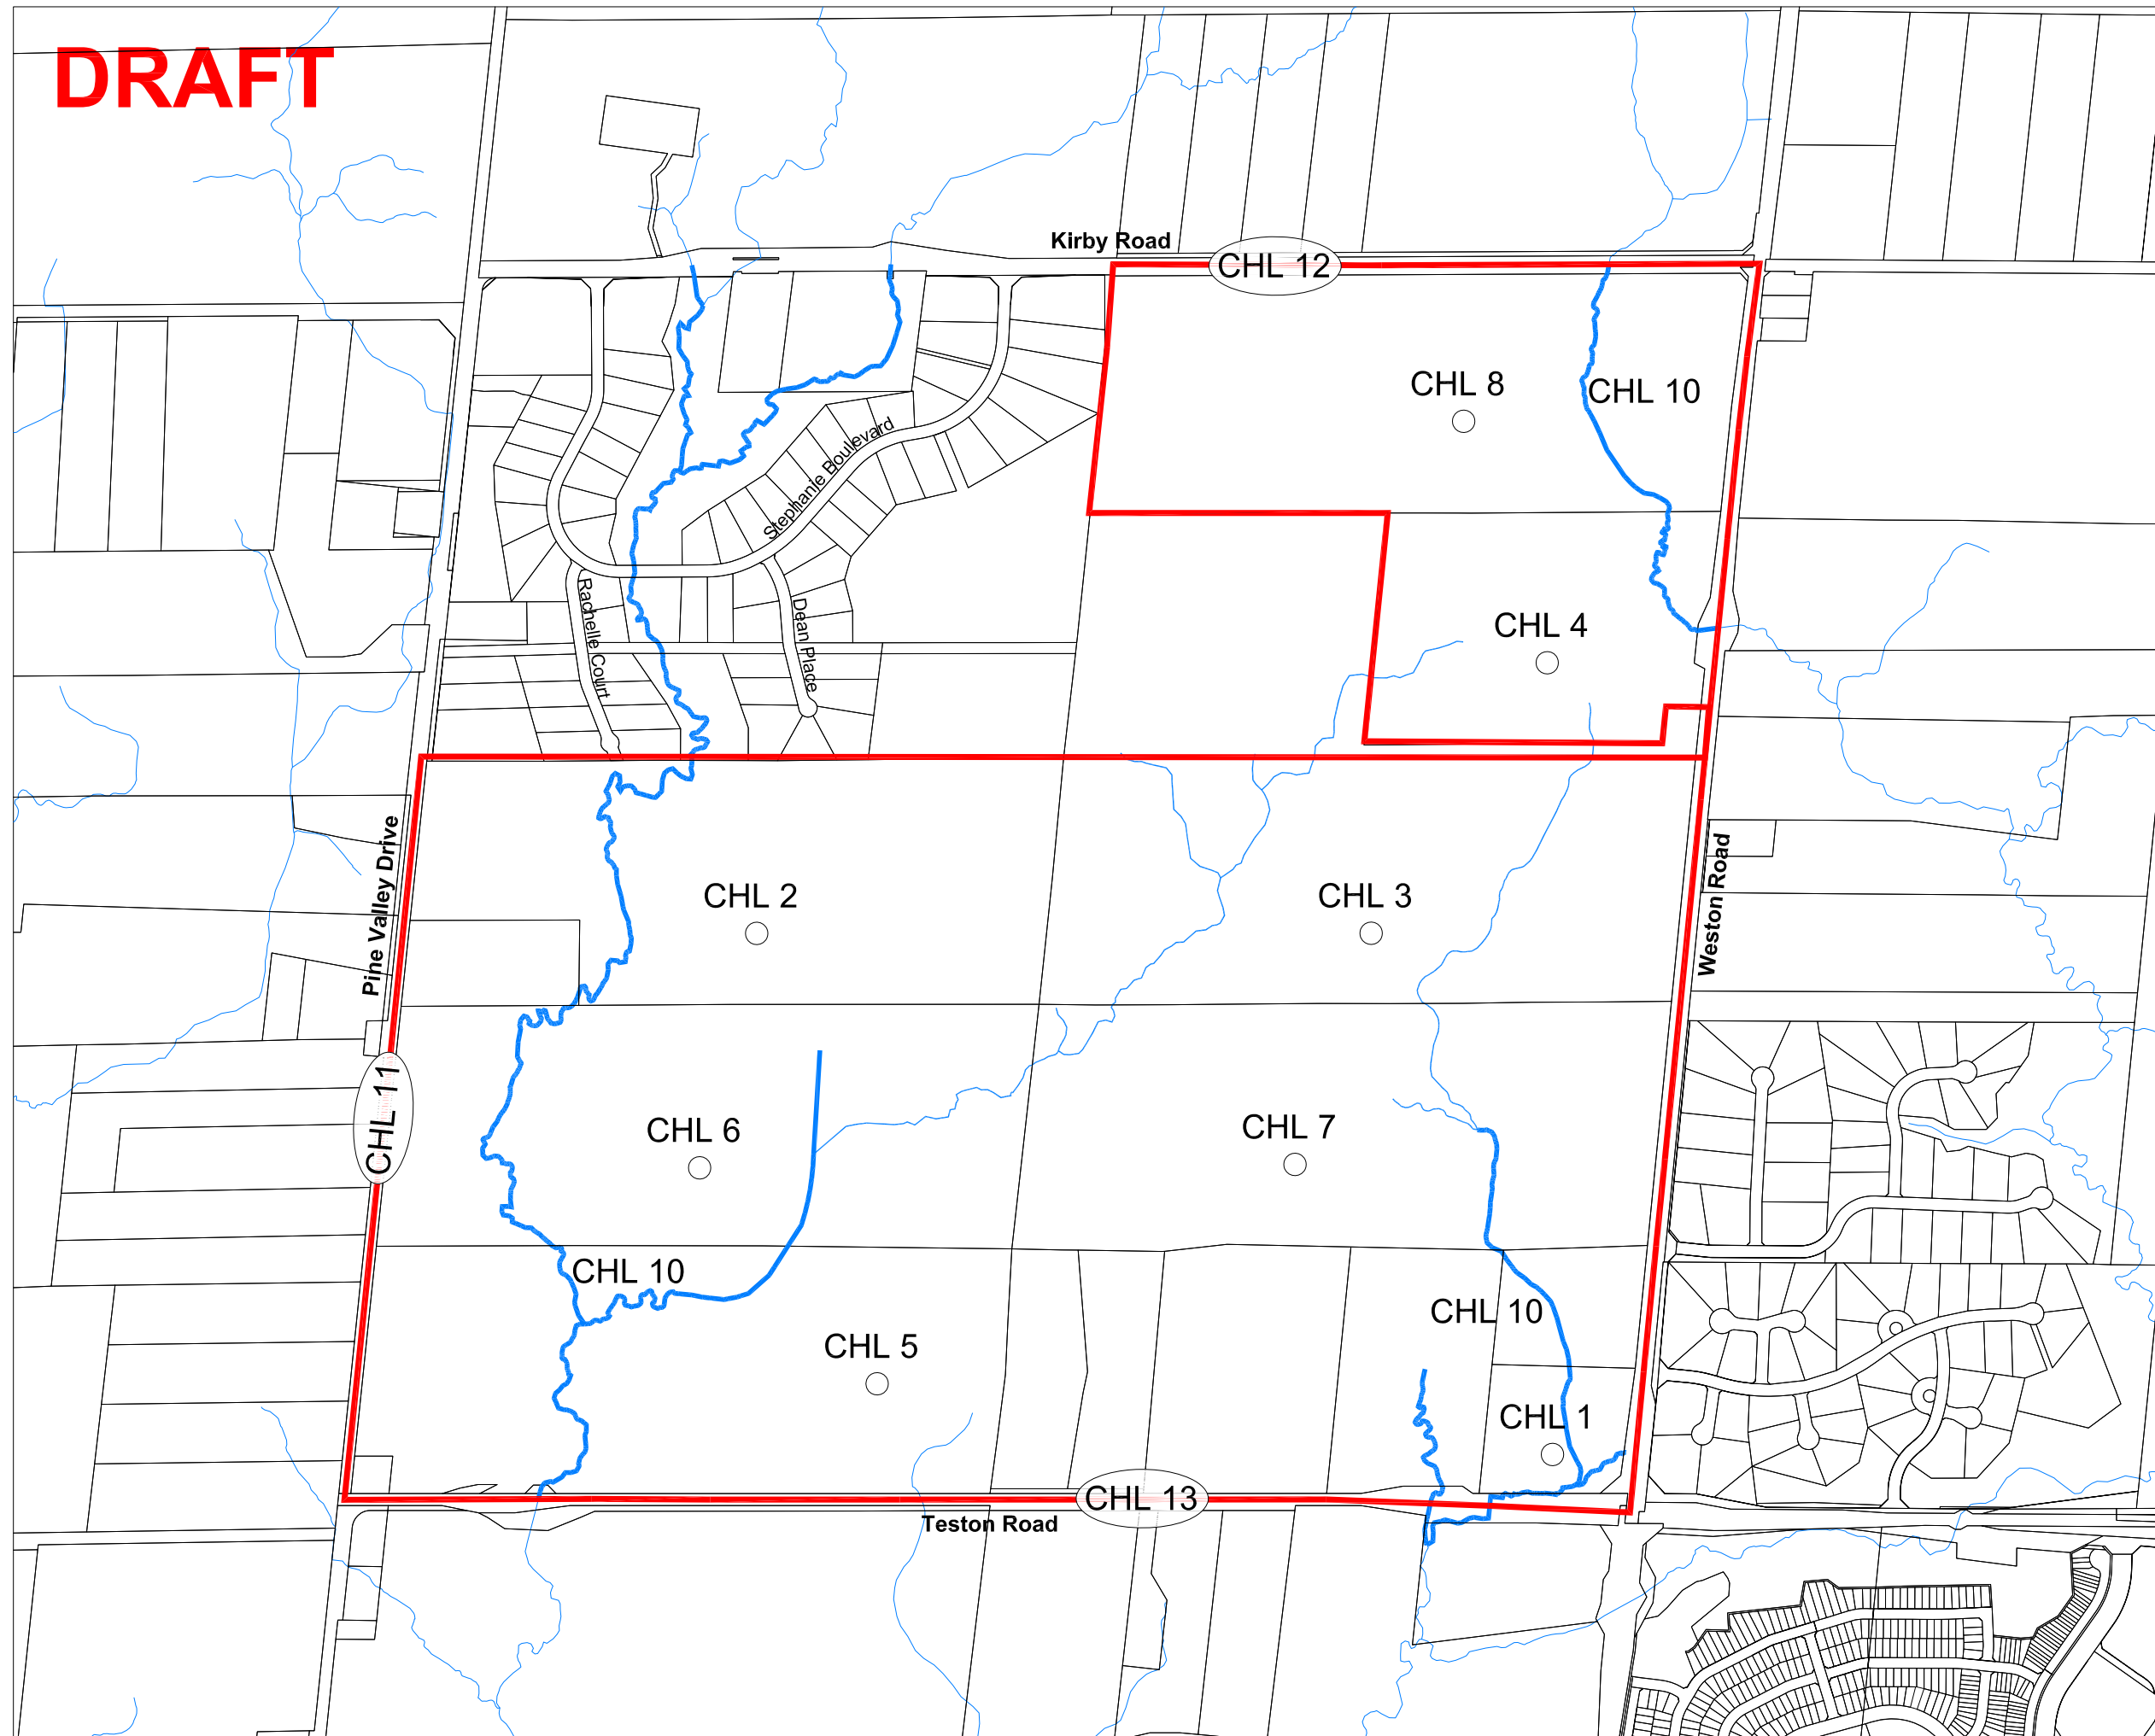 DRAFT
Kirby Road
CHL 12
CHL 8
CHL 10
Stephanie Boulevard
Rachelle Court
Dean Place
CHL 4
Pine Valley Drive
CHL 2
CHL 3
Weston Road
CHL 11
CHL 6
CHL 7
CHL 10
CHL 10
CHL 5
CHL 1
CHL 13
Teston Road